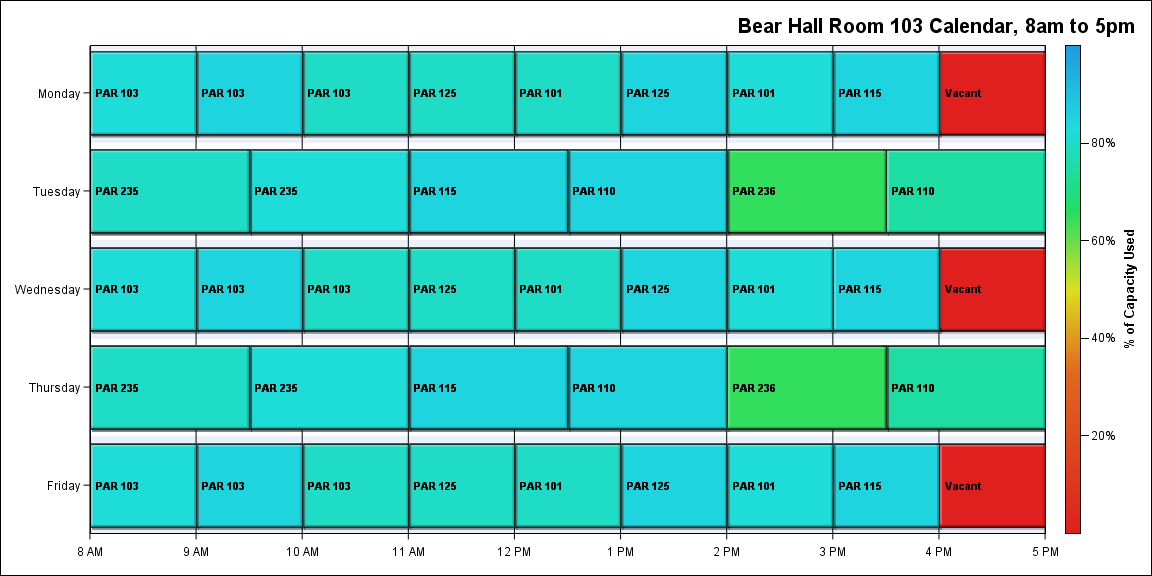 Bear Hall Room 103 Calendar, 8am to 5pm
Monday PAR 103 PAR 103 PAR 103 PAR 125 PAR 101 PAR 125 PAR 101 PAR 115 Vacant
80%
Tuesday PAR 235 PAR 235 PAR 115 PAR 110 PAR 236 PAR 110
60%
% of Capacity Used
Wednesday PAR 103 PAR 103 PAR 103 PAR 125 PAR 101 PAR 125 PAR 101 PAR 115 Vacant
40%
Thursday PAR 235 PAR 235 PAR 115 PAR 110 PAR 236 PAR 110
20%
Friday PAR 103 PAR 103 PAR 103 PAR 125 PAR 101 PAR 125 PAR 101 PAR 115 Vacant
8 AM 9 AM 10 AM 11 AM 12 PM 1 PM 2 PM 3 PM 4 PM 5 PM